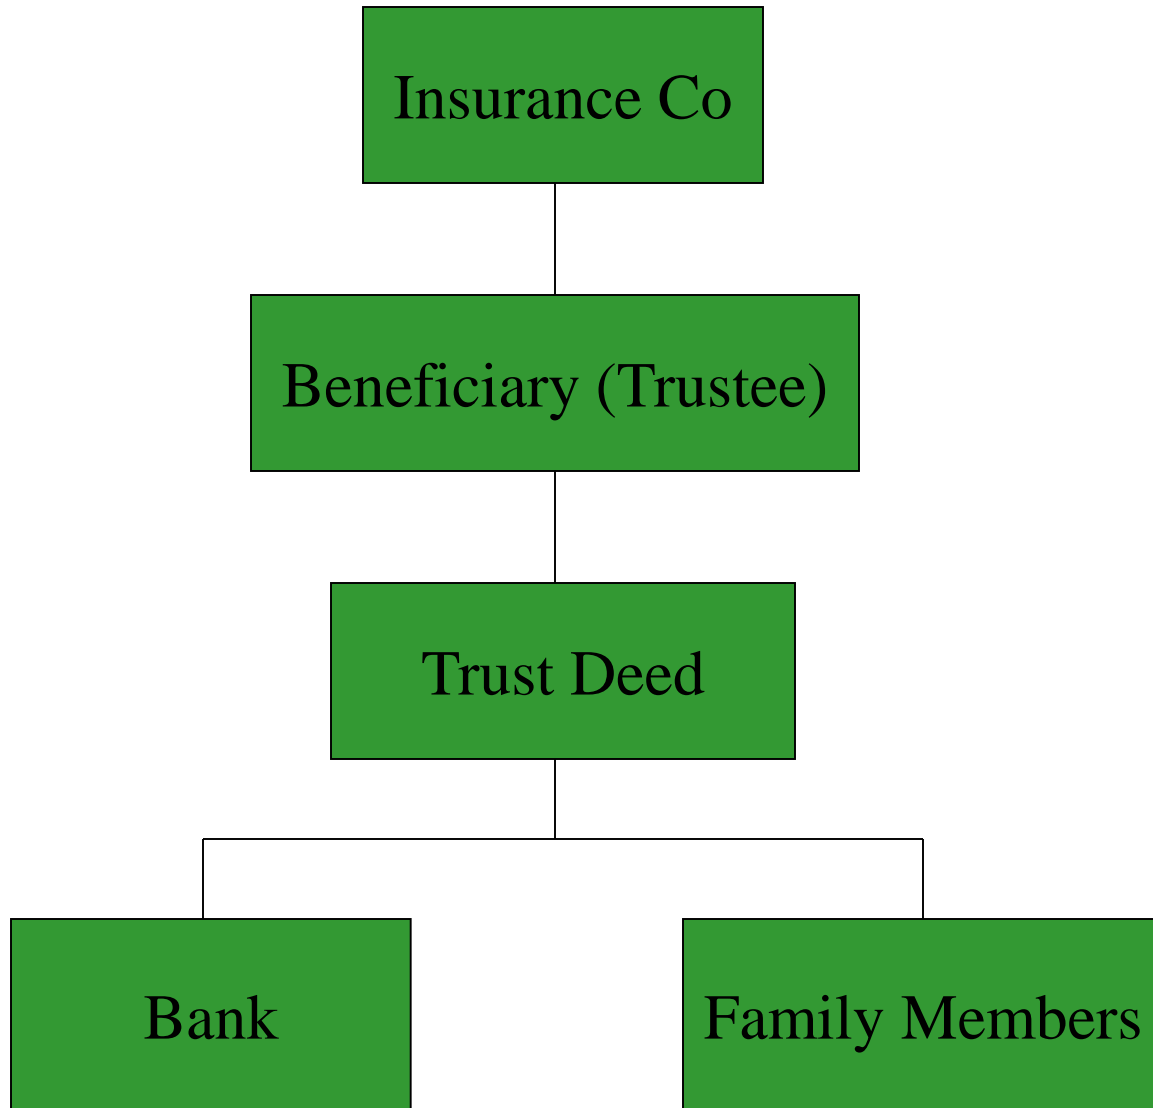 Insurance Co
Beneficiary (Trustee)
Trust Deed
Bank
Family Members